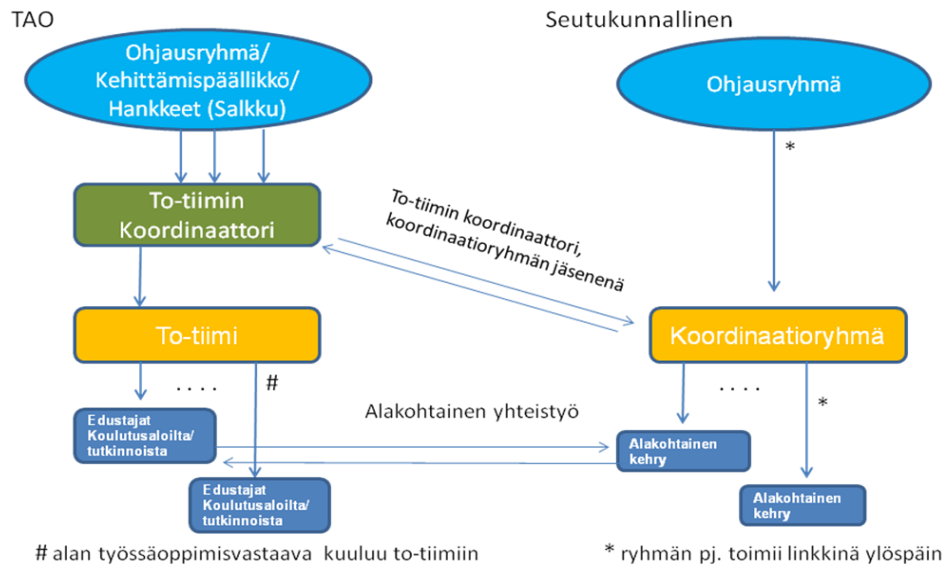 TAO
Seutukunnallinen
Ohjausryhmä/
Kehittämispäällikkö/
Hankkeet (Salkku)
Ohjausryhmä
*
To-tiimin
Koordinaattori
To-tiimin koordinaattori,
koordinaatioryhmän jäsenenä
To-tiimi
Koordinaatioryhmä
. . . .
#
. . . .
*
Alakohtainen yhteistyö
Edustajat
Koulutusaloilta/
tutkinnoista
Alakohtainen
kehry
Edustajat
Koulutusaloilta/
tutkinnoista
Alakohtainen
kehry
# alan työssäoppimisvastaava kuuluu to-tiimiin
* ryhmän pj. toimii linkkinä ylöspäin